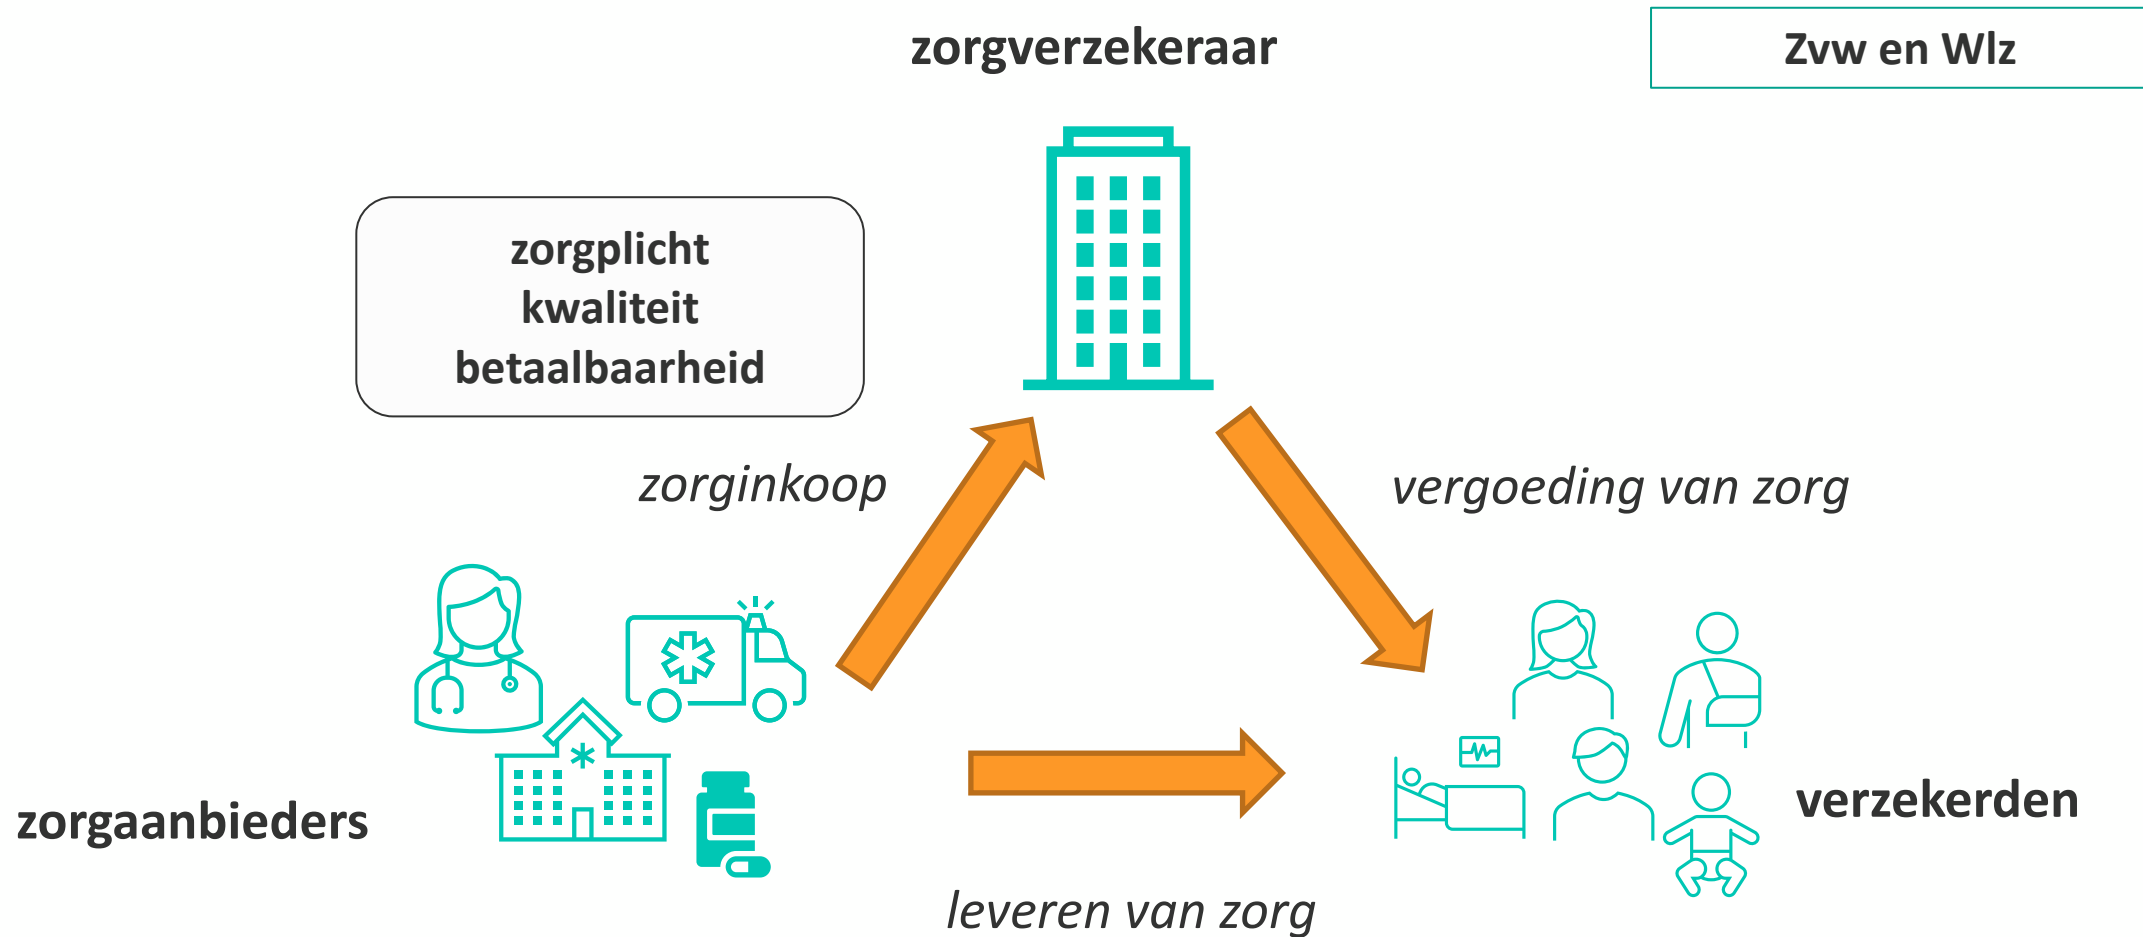 zorgverzekeraar
Zvw en Wlz
zorgplicht
kwaliteit
betaalbaarheid
zorginkoop
vergoeding van zorg
zorgaanbieders
verzekerden
leveren van zorg